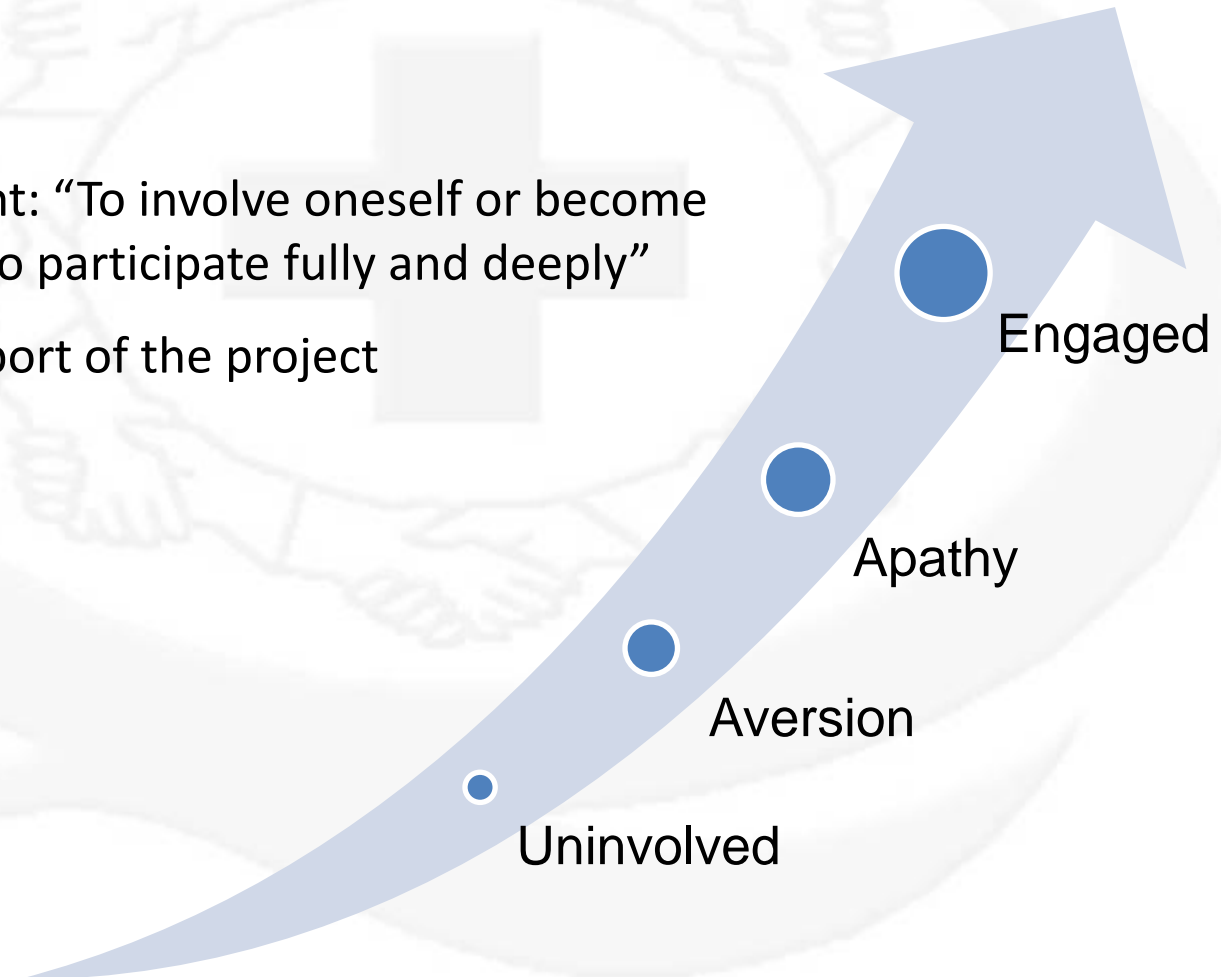 nt: “To involve oneself or become
o participate fully and deeply”
port of the project
Engaged
Apathy
Aversion
Uninvolved